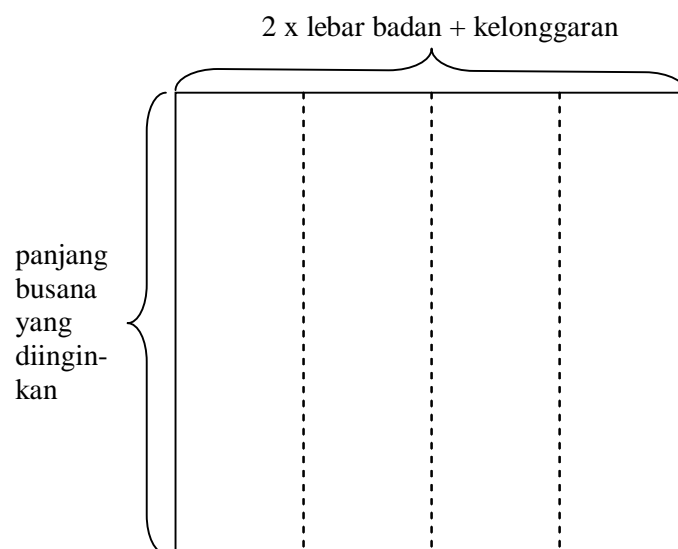 2 x lebar badan + kelonggaran
panjang
busana
yang
diingin-
kan